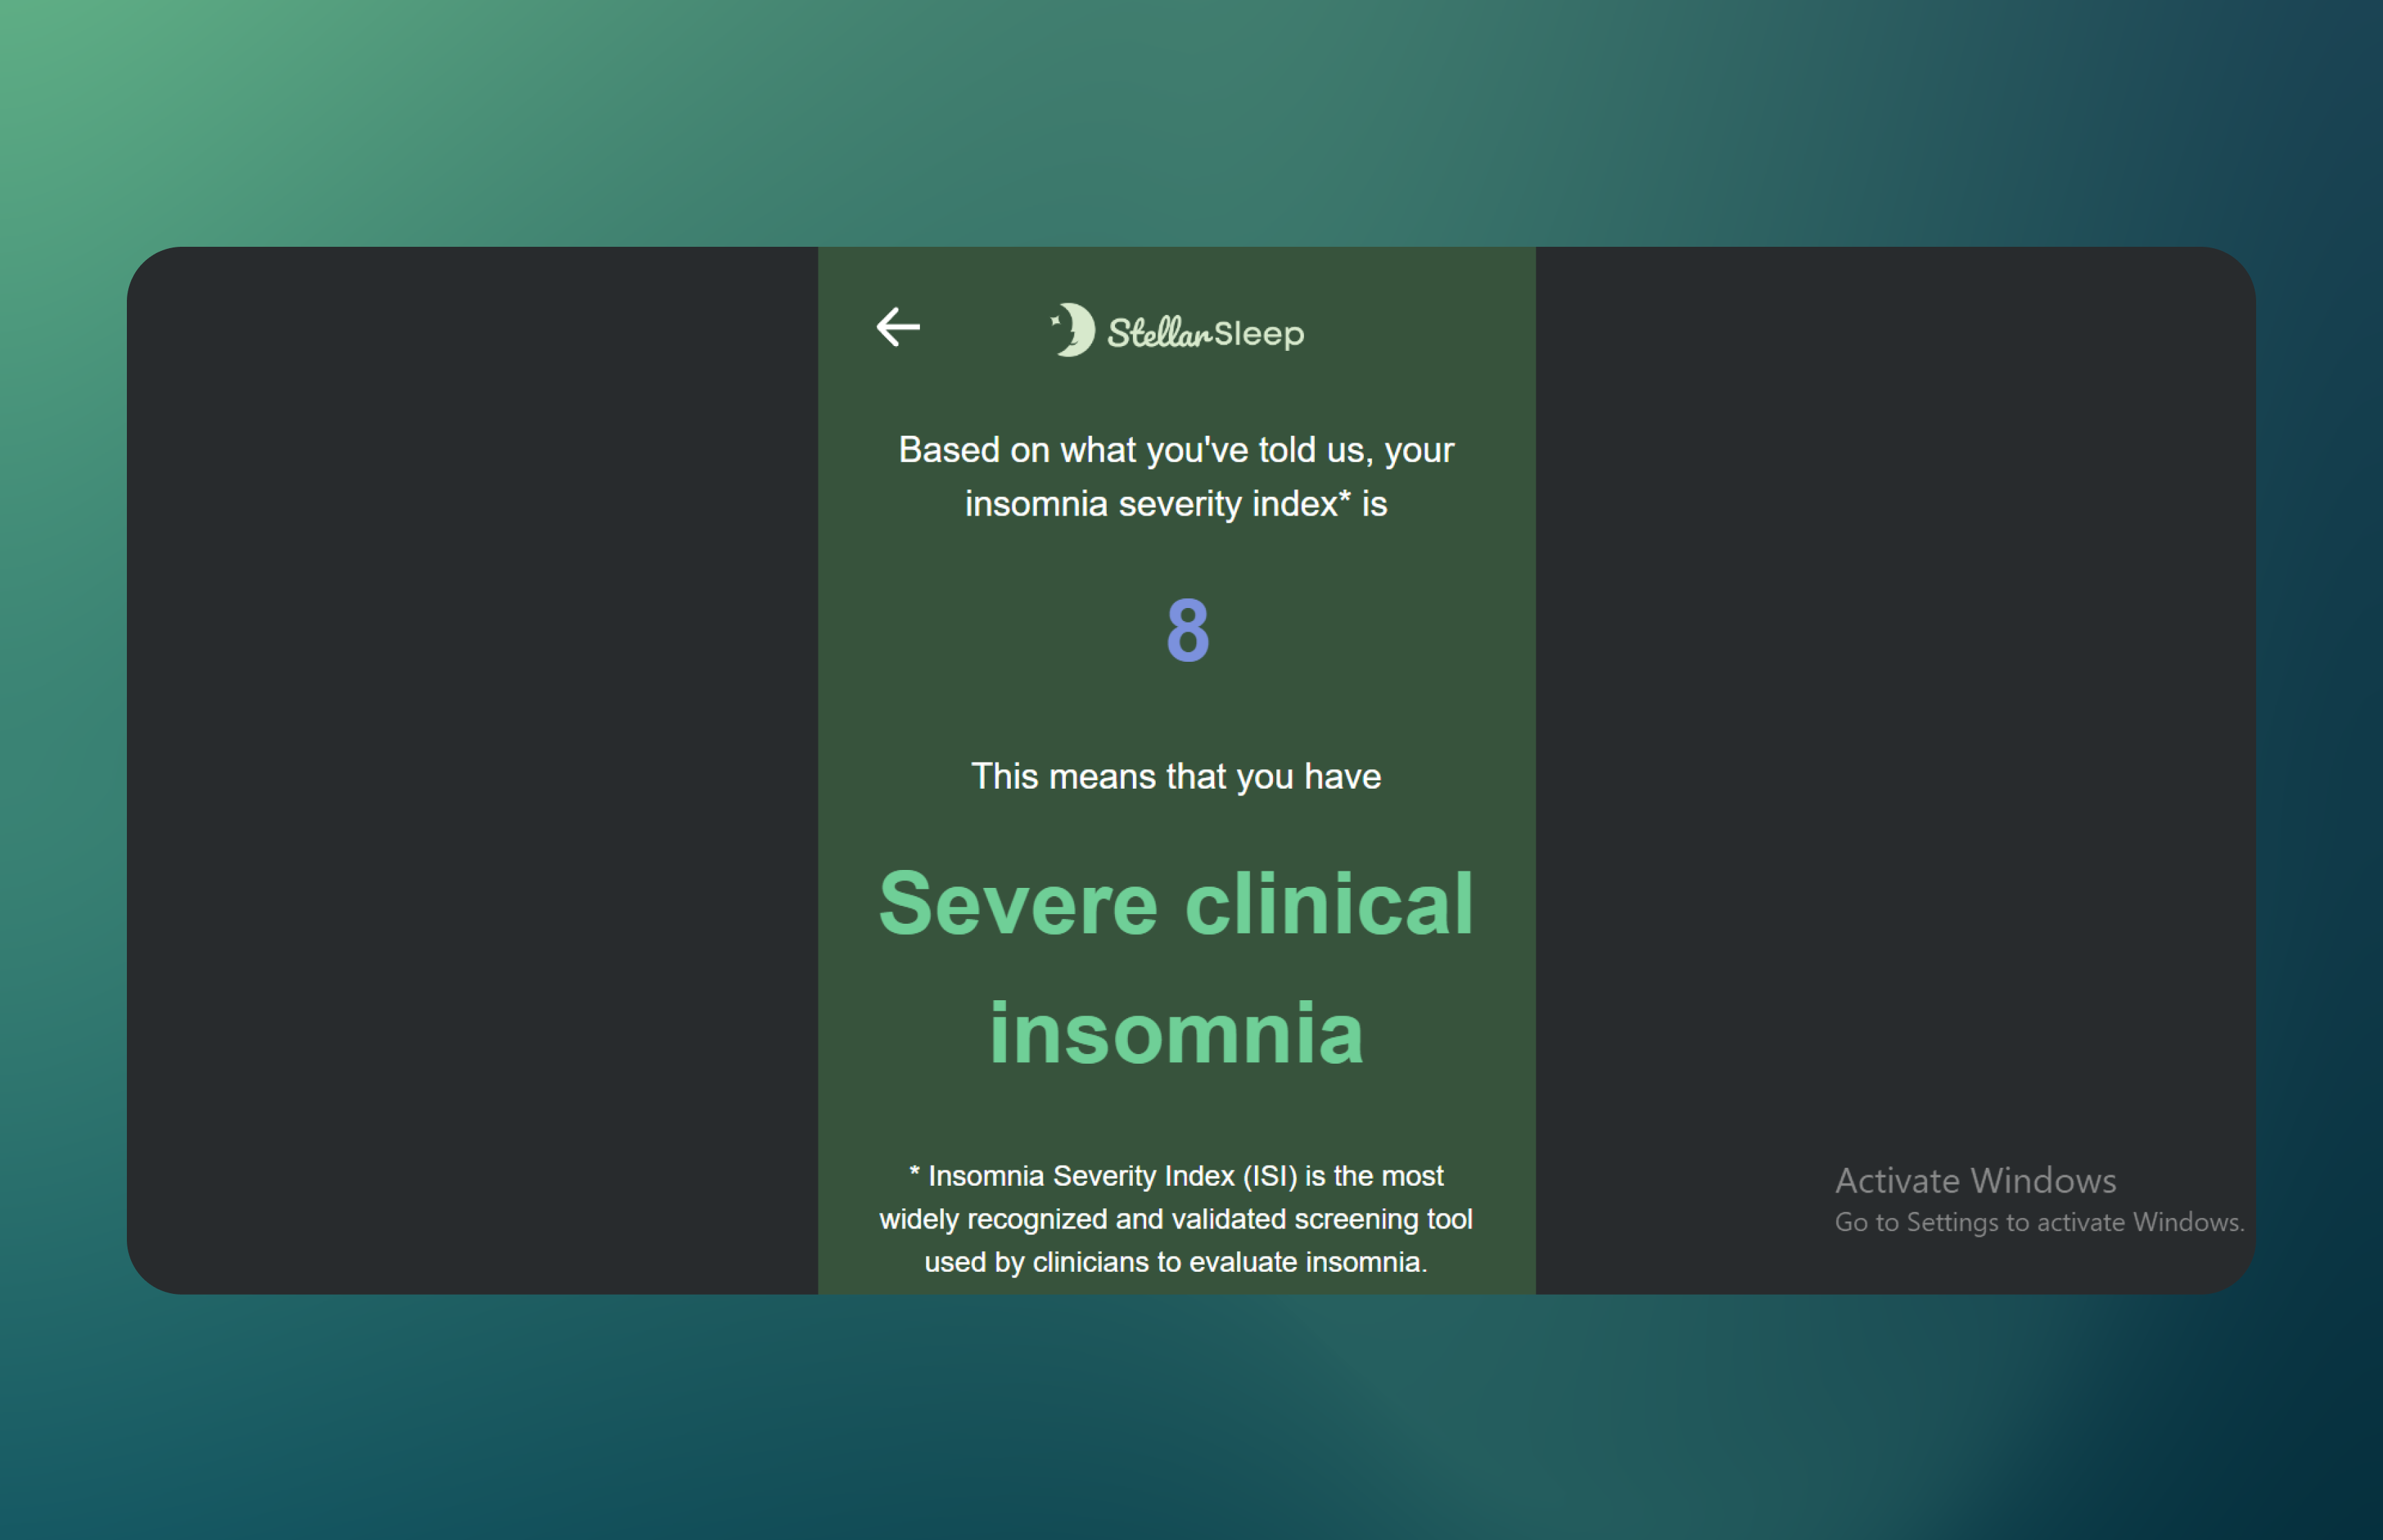 StellarSleep
Based on what you've told us, your
insomnia severity index* is
8
This means that you have
Severe clinical
insomnia
* Insomnia Severity Index (ISI) is the most
widely recognized and validated screening tool
used by clinicians to evaluate insomnia.
Activate Windows
Go to Settings to activate Windows.